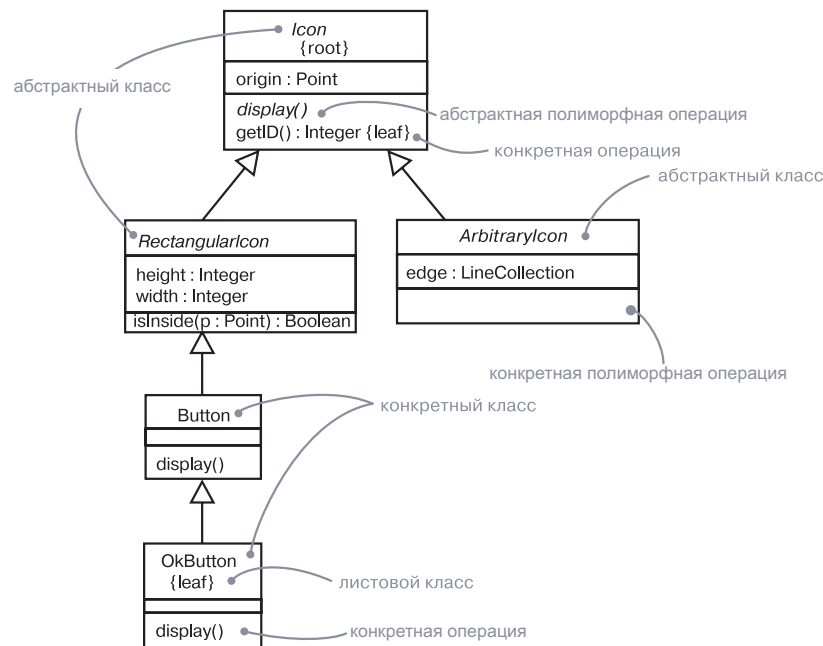 Icon
{root}
абстрактный класс
origin : Point
display()
абстрактная полиморфная операция
getID() : Integer {leaf}
конкретная операция
абстрактный класс
RectangularIcon
ArbitraryIcon
height : Integer
width : Integer
edge : LineCollection
isInside(p : Point) : Boolean
конкретная полиморфная операция
Button
конкретный класс
display()
OkButton
{leaf}
листовой класс
display()
конкретная операция